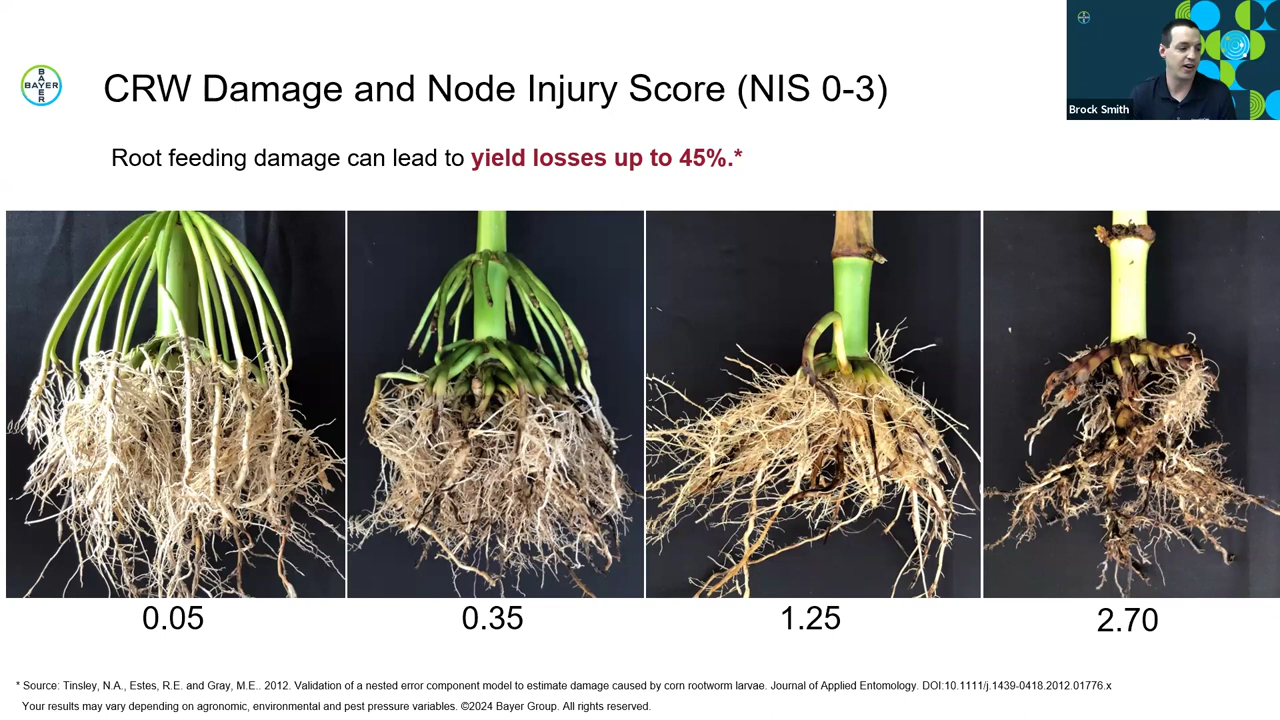 BAYER
BAYER
CRW Damage and Node Injury Score (NIS 0-3)
Brock Smith
Root feeding damage can lead to yield losses up to 45%.*
0.05
0.35
1.25
2.70
* Source: Tinsley, N.A., Estes, R.E. and Gray, M.E.. 2012. Validation of a nested error component model to estimate damage caused by corn rootworm larvae. Journal of Applied Entomology. DOI:10.1111/j.1439-0418.2012.01776.x
Your results may vary depending on agronomic, environmental and pest pressure variables. ©2024 Bayer Group. All rights reserved.